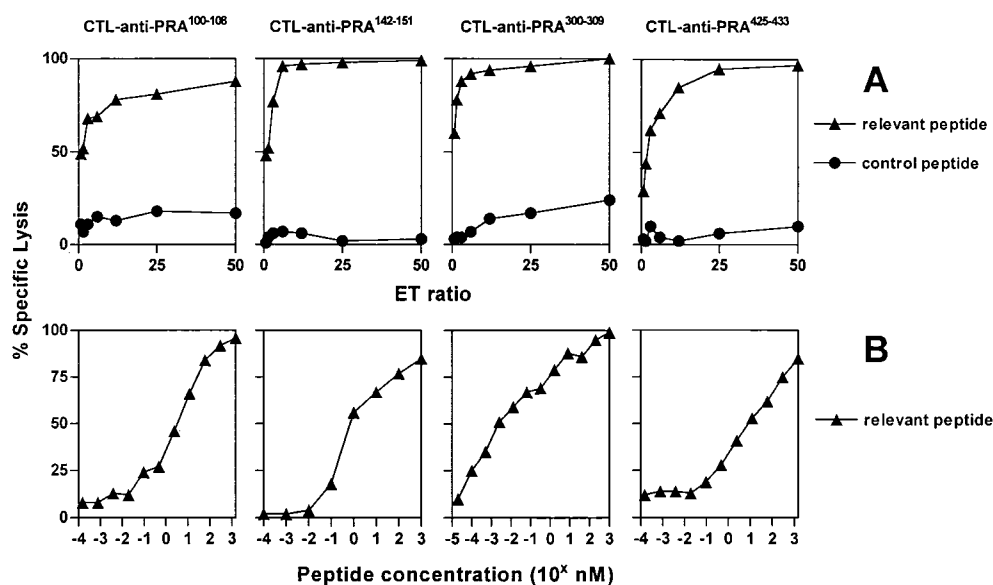 CTL-anti-PRA100-108 CTL-anti-PRA142-151 CTL-anti-PRA300-309 CTL-anti-PRA425-433
A
100
50
0
relevant peptide
control peptide
0 25 50 0 25 50 0 25 50 0 25 50
ET ratio
% Specific Lysis
B
100
75
50
25
0
relevant peptide
-4 -3 -2 -1 0 1 2 3 -4 -3 -2 -1 0 1 2 3 -5 -4 -3 -2 -1 0 1 2 3 -4 -3 -2 -1 0 1 2 3
Peptide concentration (10x nM)